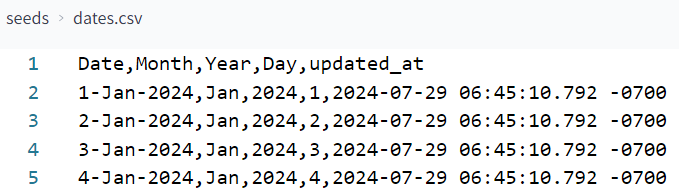 seeds > dates.csv
1 Date,Month,Year,Day,updated_at
2 1-Jan-2024,Jan,2024,1,2024-07-29 06:45:10.792 -0700
3 2-Jan-2024,Jan,2024,2,2024-07-29 06:45:10.792 -0700
4 3-Jan-2024,Jan,2024,3,2024-07-29 06:45:10.792 -0700
5 4-Jan-2024,Jan,2024,4,2024-07-29 06:45:10.792 -0700